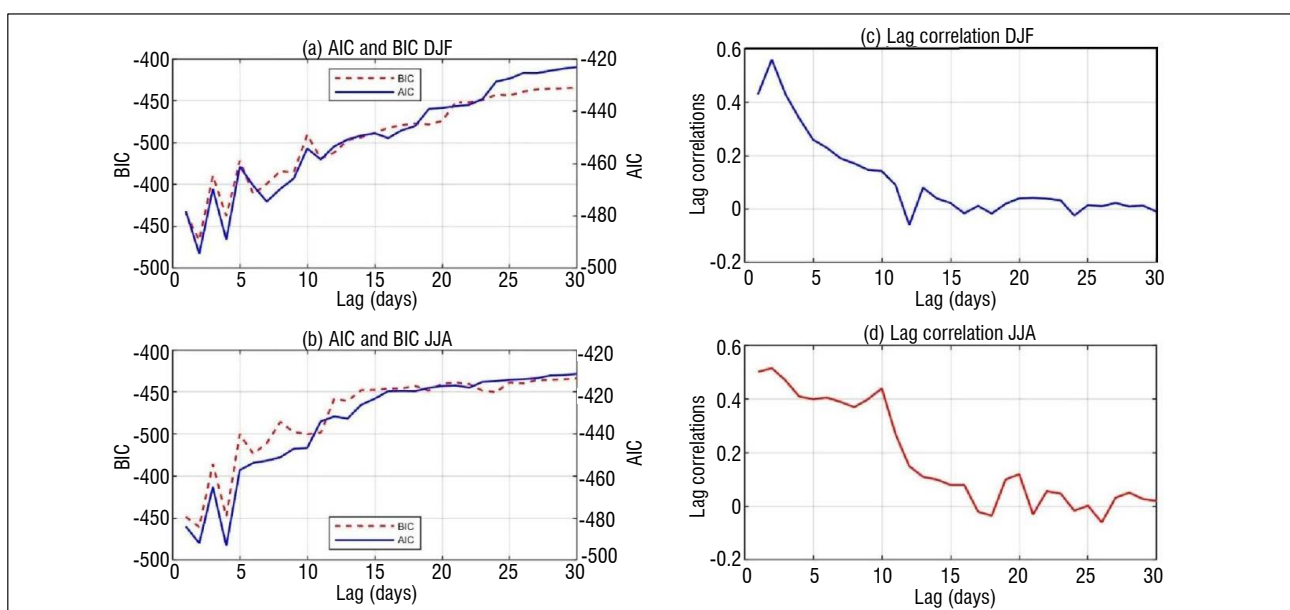 (a) AIC and BIC DJF
-400
-450
-500
-400
-450
-500
BIC
-420
-440
-460
-480
-500
AIC
BIC
AIC
0 5 10 15 20 25 30
Lag (days)
(c) Lag correlation DJF
0.6
0.4
0.2
0
-0.2
Lag correlations
0 5 10 15 20 25 30
Lag (days)
(b) AIC and BIC JJA
-400
-450
-500
-400
-450
-500
BIC
-420
-420
-440
-460
-480
-500
AIC
BIC
AIC
0 5 10 15 20 25 30
Lag (days)
(d) Lag correlation JJA
0.6
0.4
0.2
0
-0.2
Lag correlations
0 5 10 15 20 25 30
Lag (days)